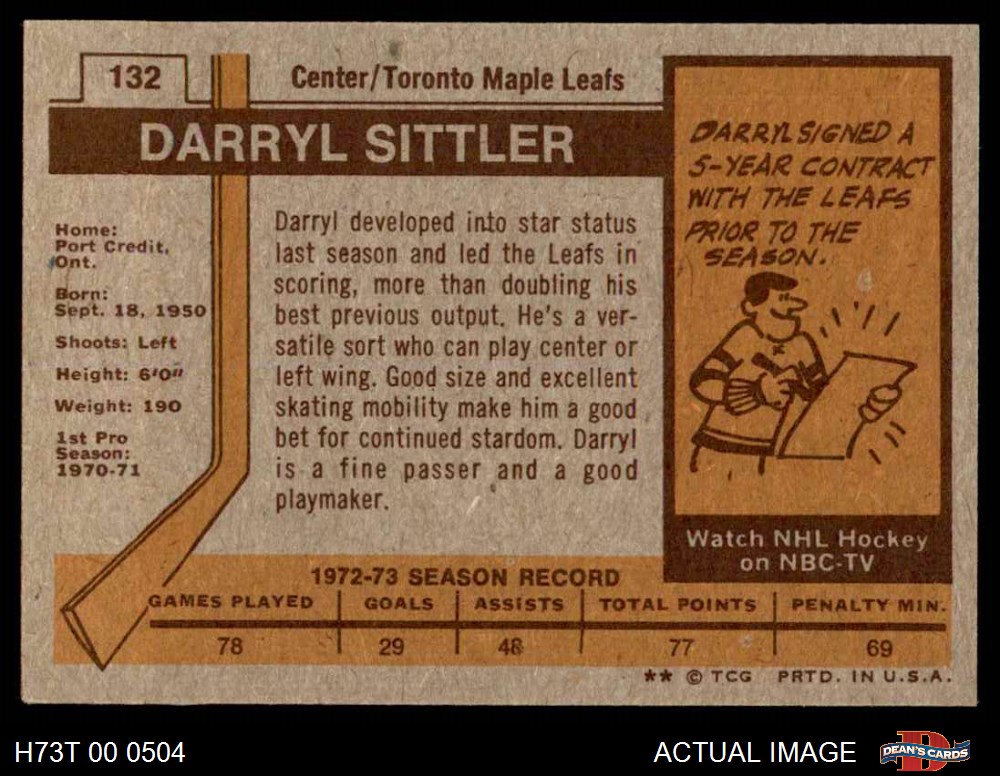 132
Center/Toronto Maple Leafs
DARRYL SITTLER
Home:
Port Credit,
Ont.
Born:
Sept. 18, 1950
Shoots: Left
Height: 6'0"
Weight: 190
1st Pro
Season:
1970-71
Darryl developed into star status
last season and led the Leafs in
scoring, more than doubling his
best previous output. He's a ver-
satile sort who can play center or
left wing. Good size and excellent
skating mobility make him a good
bet for continued stardom. Darryl
is a fine passer and a good
playmaker.
DARRYL SIGNED A
5-YEAR CONTRACT
WITH THE LEAFS
PRIOR TO THE
SEASON.
Watch NHL Hockey
on NBC-TV
1972-73 SEASON RECORD
GAMES PLAYED GOALS ASSISTS TOTAL POINTS PENALTY MIN.
78 29 48 77 69
** © TCG PRTD. IN U.S.A.
H73T 00 0504
ACTUAL IMAGE
D
DEAN'S CARDS